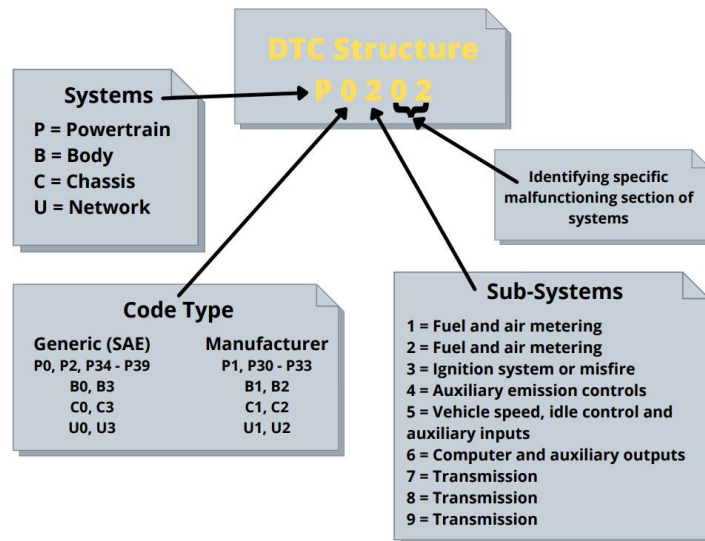 DTC Structure
P 0 2 0 2
Systems
P = Powertrain
B = Body
C = Chassis
U = Network
Identifying specific
malfunctioning section of
systems
Code Type
Generic (SAE)
P0, P2, P34 - P39
B0, B3
C0, C3
U0, U3
Manufacturer
P1, P30 - P33
B1, B2
C1, C2
U1, U2
Sub-Systems
1 = Fuel and air metering
2 = Fuel and air metering
3 = Ignition system or misfire
4 = Auxiliary emission controls
5 = Vehicle speed, idle control and
auxiliary inputs
6 = Computer and auxiliary outputs
7 = Transmission
8 = Transmission
9 = Transmission